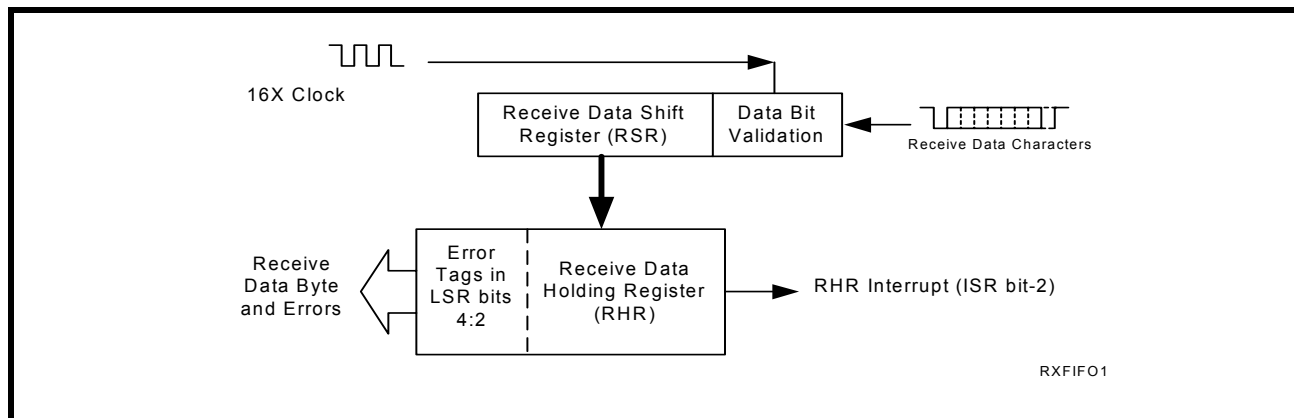 16X Clock
Receive Data Shift
Register (RSR)
Data Bit
Validation
Receive Data Characters
Receive
Data Byte
and Errors
Error
Tags in
LSR bits
4:2
Receive Data
Holding Register
(RHR)
RHR Interrupt (ISR bit-2)
RXFIFO1